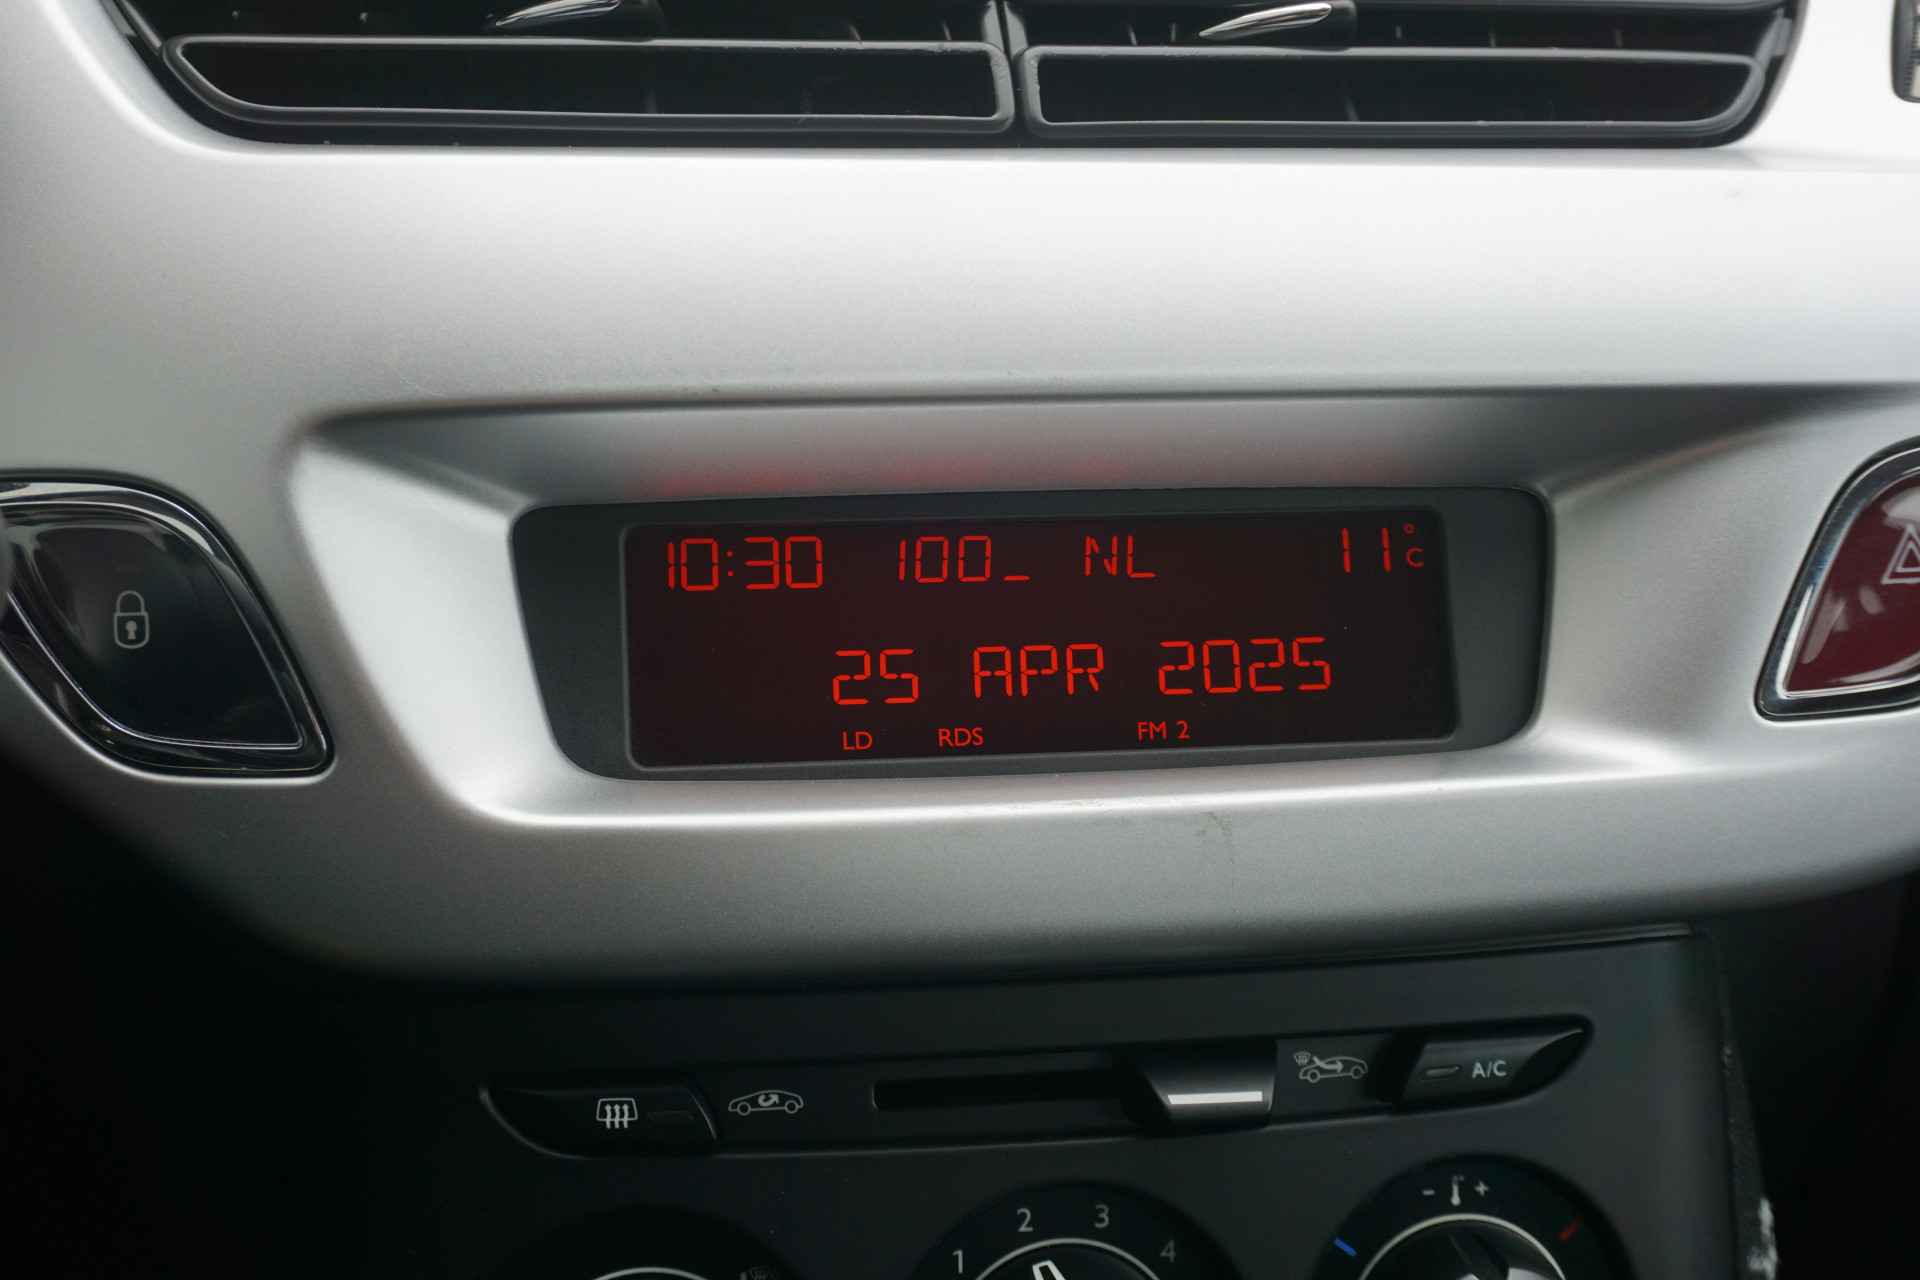 10:30 100_ NL 11°C
25 APR 2025
LD RDS FM 2
A/C
- +
2 3
1 4